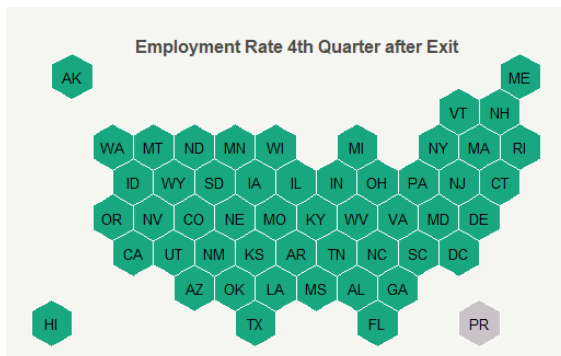 Employment Rate 4th Quarter after Exit
AK ME
VT NH
WA MT ND MN WI MI NY MA RI
ID WY SD IA IL IN OH PA NJ CT
OR NV CO NE MO KY WV VA MD DE
CA UT NM KS AR TN NC SC DC
AZ OK LA MS AL GA
HI TX FL PR